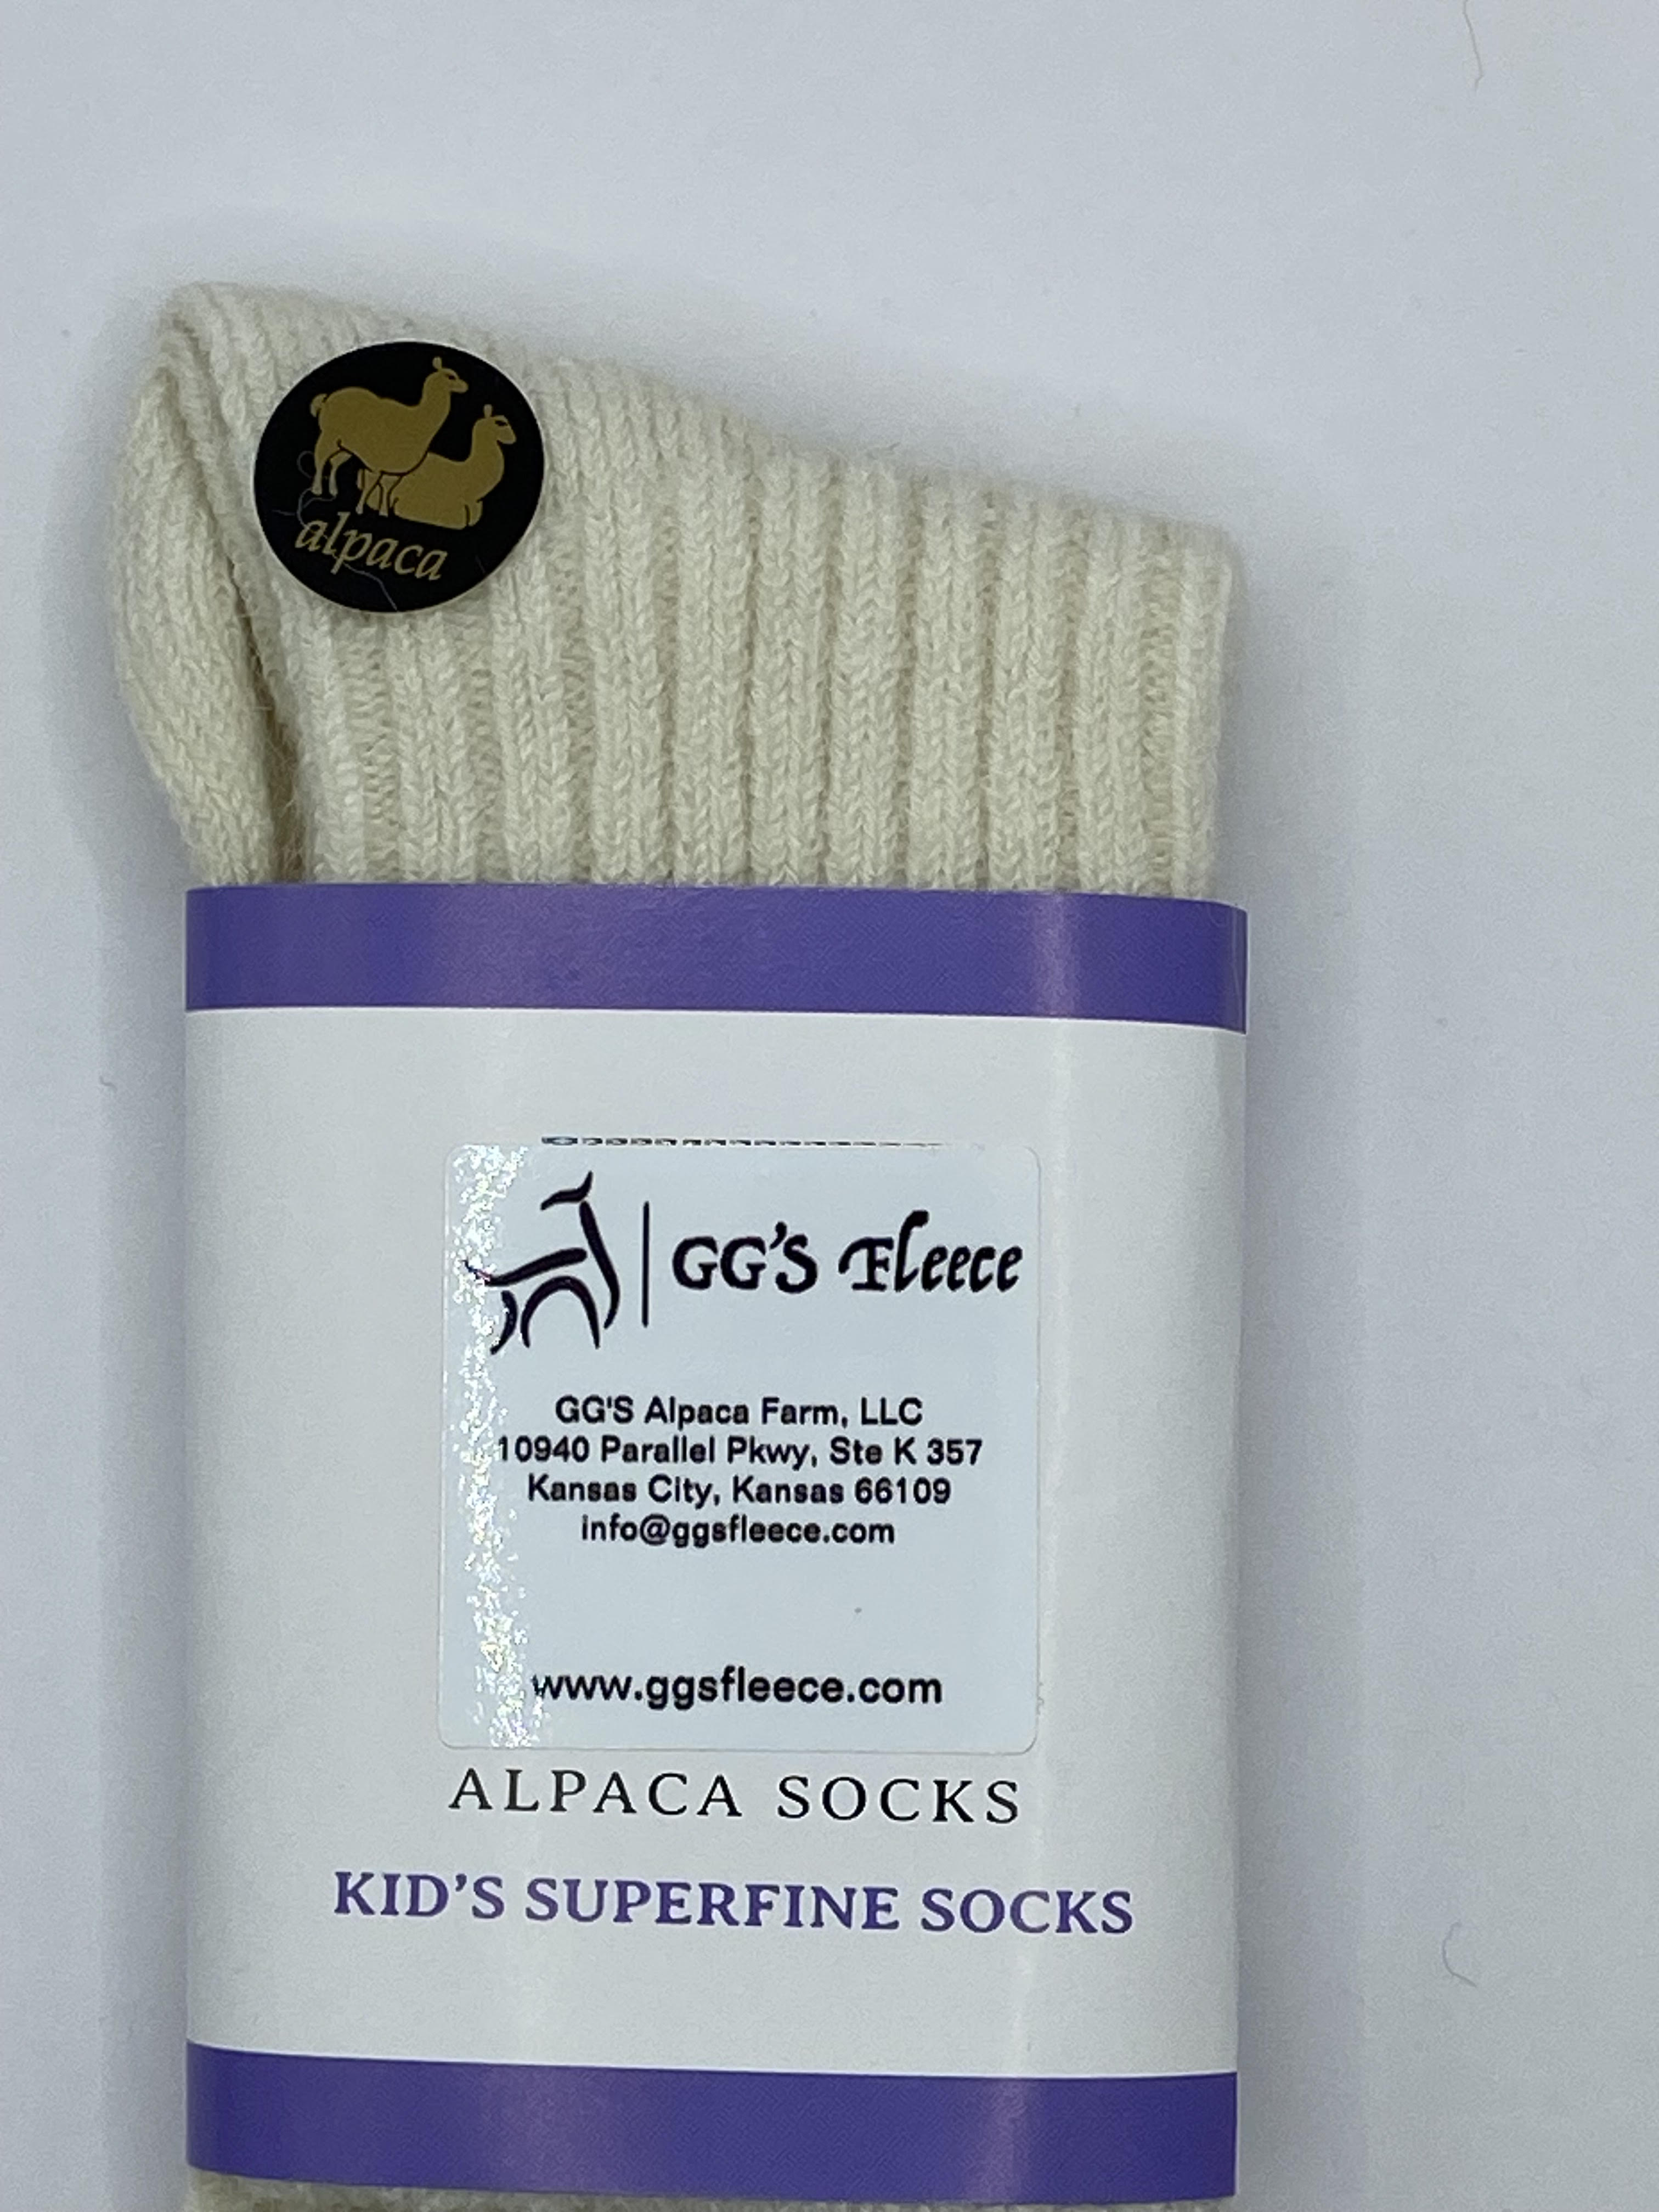 alpaca
GG'S Fleece
GG'S Alpaca Farm, LLC
10940 Parallel Pkwy, Ste K 357
Kansas City, Kansas 66109
info@ggsfleece.com
www.ggsfleece.com
ALPACA SOCKS
KID'S SUPERFINE SOCKS